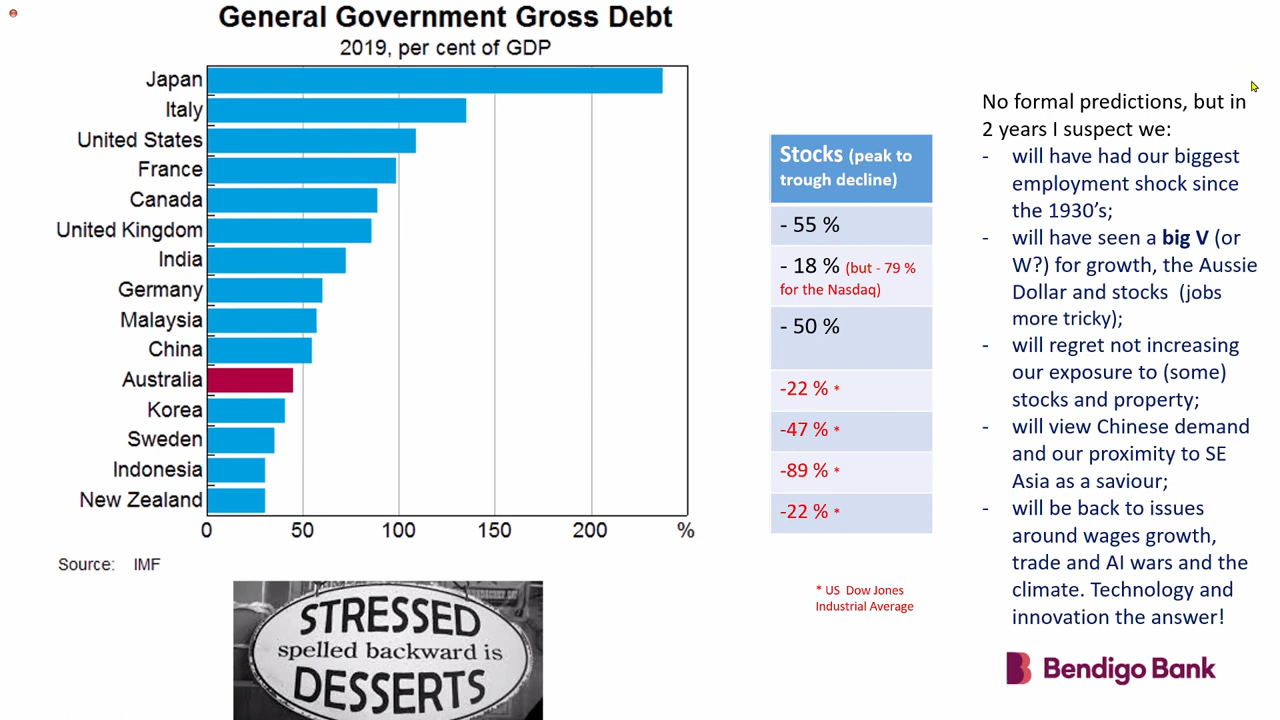 General Government Gross Debt
2019, per cent of GDP
Japan
Italy
United States
France
Canada
United Kingdom
India
Germany
Malaysia
China
Australia
Korea
Sweden
Indonesia
New Zealand
0 50 100 150 200 %
Source: IMF
STRESSED
spelled backward is
DESSERTS
Stocks (peak to
trough decline)
- 55 %
- 18 % (but - 79 %
for the Nasdaq)
- 50 %
-22 % *
-47 % *
-89 % *
-22 % *
* US Dow Jones
Industrial Average
No formal predictions, but in
2 years I suspect we:
- will have had our biggest
employment shock since
the 1930’s;
- will have seen a big V (or
W?) for growth, the Aussie
Dollar and stocks (jobs
more tricky);
- will regret not increasing
our exposure to (some)
stocks and property;
- will view Chinese demand
and our proximity to SE
Asia as a saviour;
- will be back to issues
around wages growth,
trade and AI wars and the
climate. Technology and
innovation the answer!
Bendigo Bank